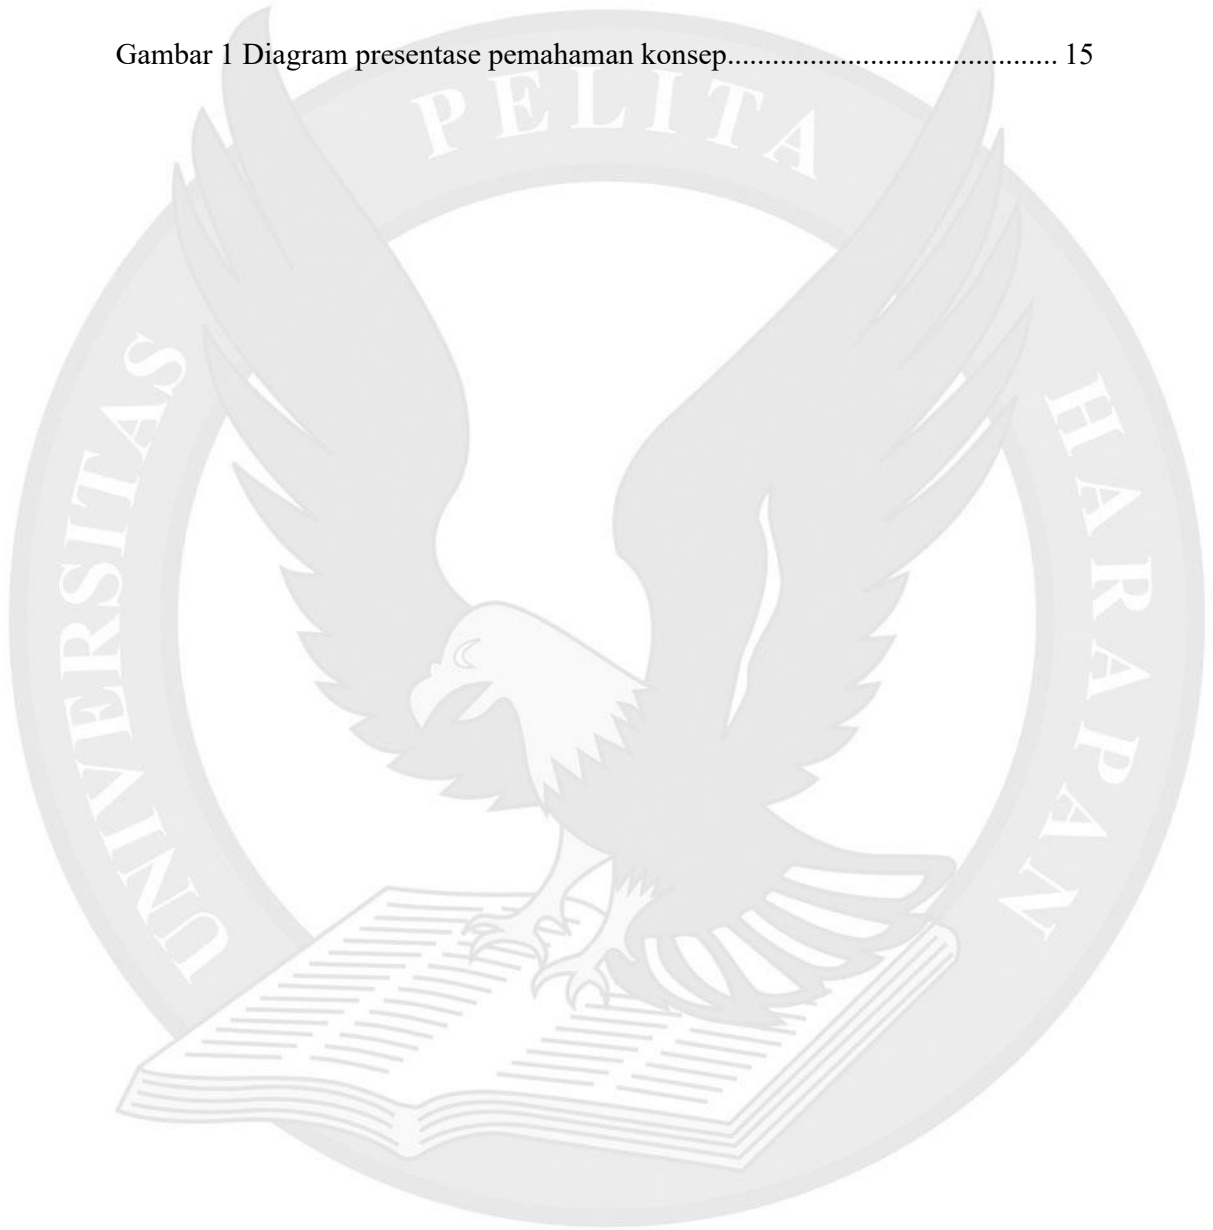 Gambar 1 Diagram presentase pemahaman konsep............................................ 15
PELITA
UNIVERSITAS
HARAPAN